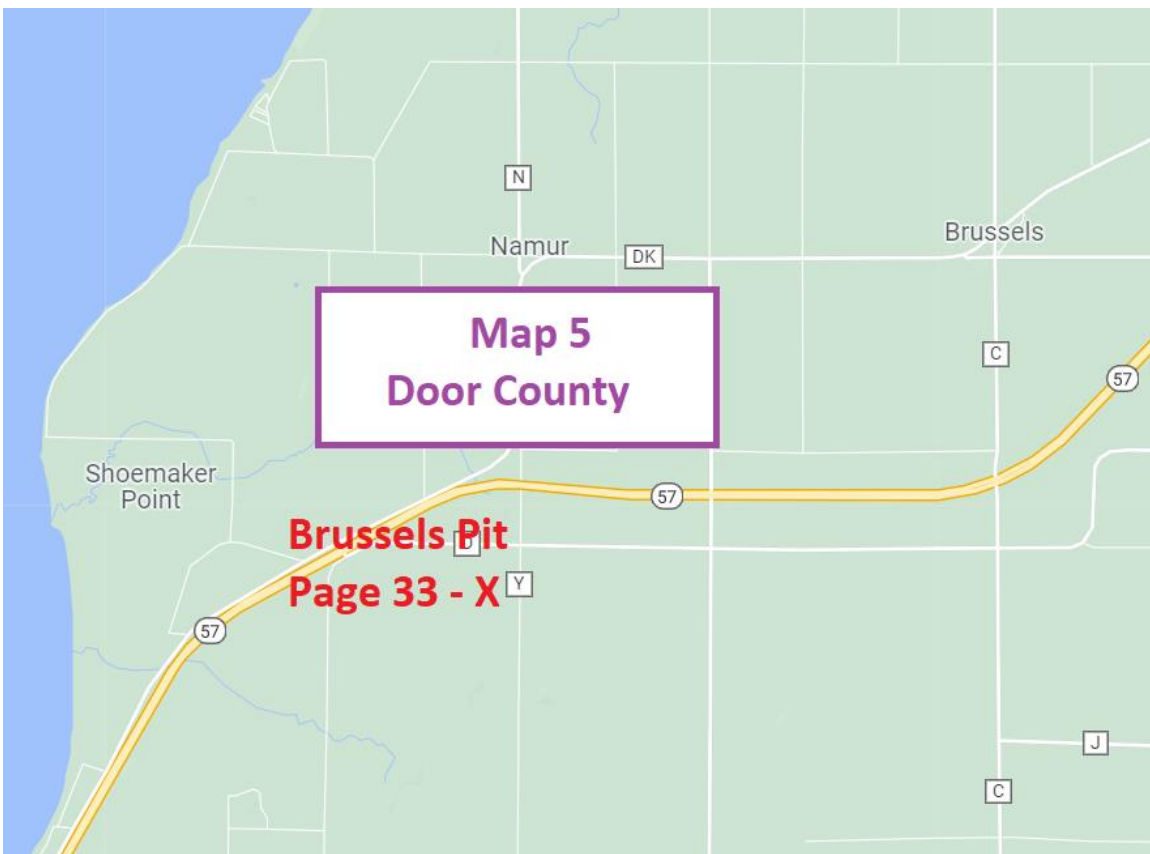 N
Namur
DK
Brussels
Map 5
Door County
C
57
Shoemaker
Point
57
Brussels Pit
Page 33 - X
Y
57
J
C